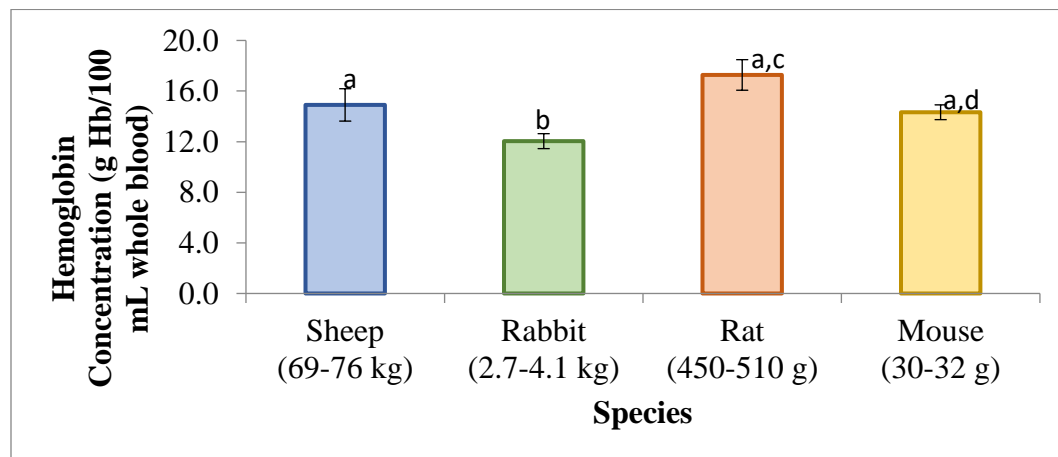 Hemoglobin
Concentration (g Hb/100
mL whole blood)
20.0
16.0
12.0
8.0
4.0
0.0
a
b
a,c
a,d
Sheep
(69-76 kg)
Rabbit
(2.7-4.1 kg)
Rat
(450-510 g)
Mouse
(30-32 g)
Species